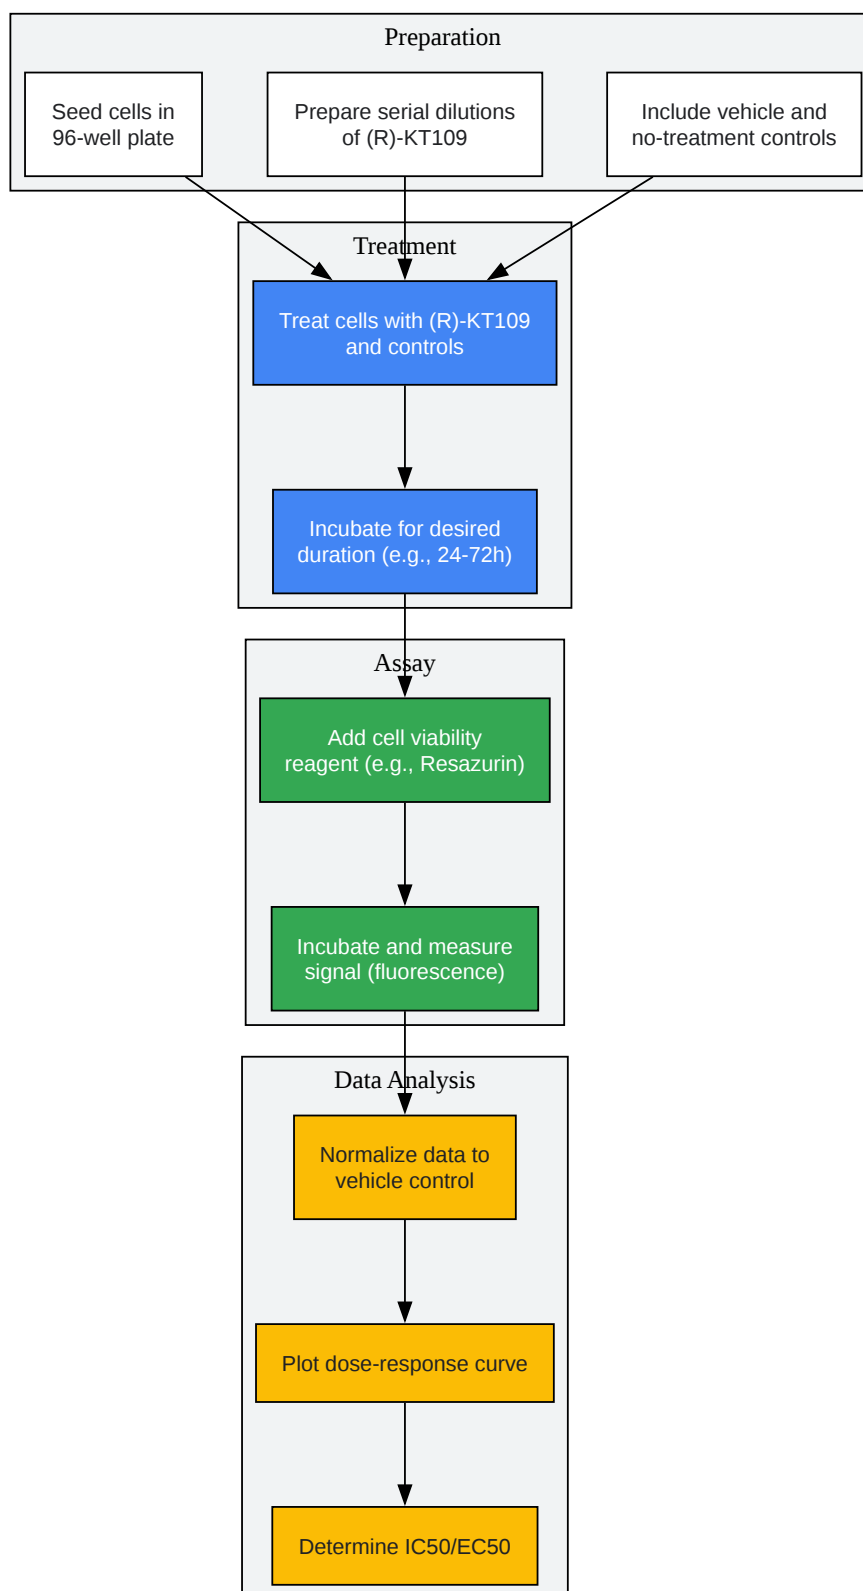 Preparation
Seed cells in
96-well plate
Prepare serial dilutions
of (R)-KT109
Include vehicle and
no-treatment controls
Treatment
Treat cells with (R)-KT109
and controls
Incubate for desired
duration (e.g., 24-72h)
Assay
Add cell viability
reagent (e.g., Resazurin)
Incubate and measure
signal (fluorescence)
Data Analysis
Normalize data to
vehicle control
Plot dose-response curve
Determine IC50/EC50